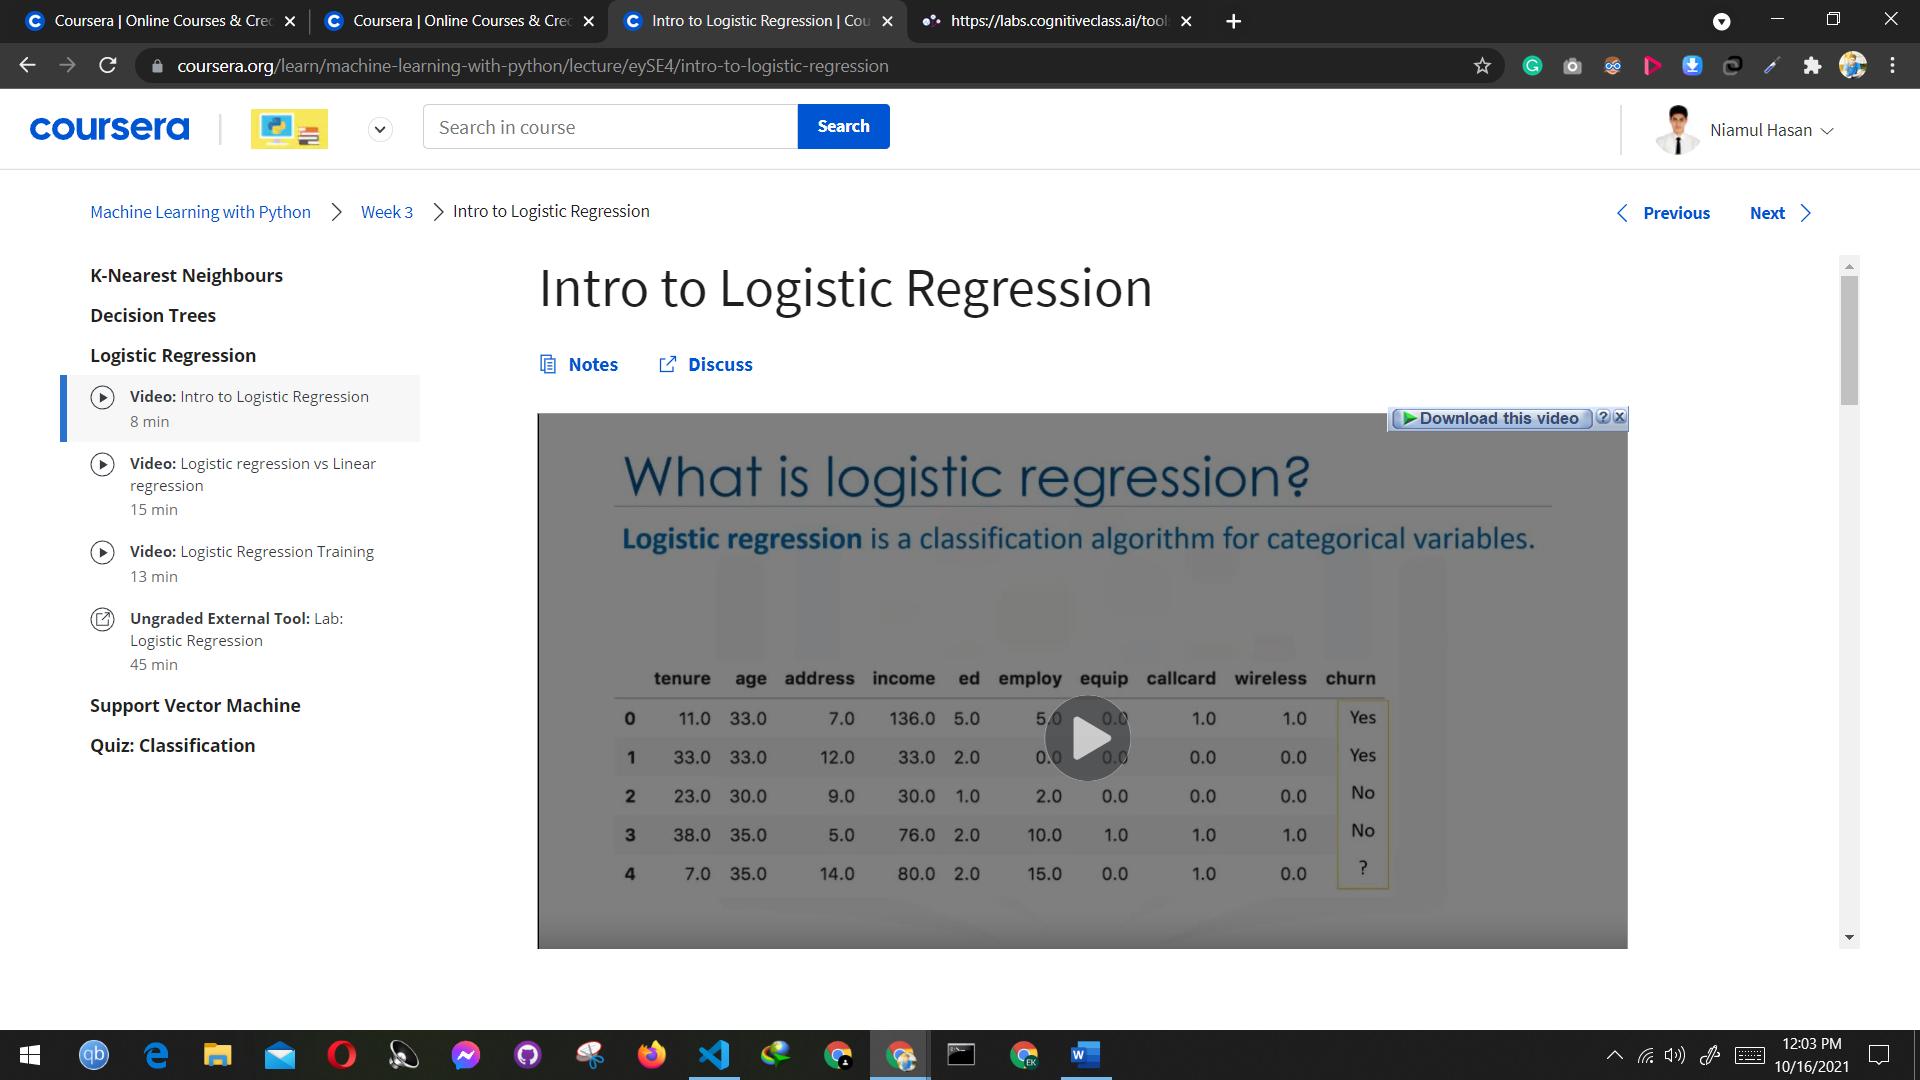 Coursera | Online Courses & Cre
Coursera | Online Courses & Cre
Intro to Logistic Regression | Cou
https://labs.cognitiveclass.ai/tool
coursera.org/learn/machine-learning-with-python/lecture/eySE4/intro-to-logistic-regression
coursera
Search in course
Search
Niamul Hasan
Machine Learning with Python
Week 3
Intro to Logistic Regression
Previous
Next
K-Nearest Neighbours
Decision Trees
Logistic Regression
Video: Intro to Logistic Regression
8 min
Video: Logistic regression vs Linear
regression
15 min
Video: Logistic Regression Training
13 min
Ungraded External Tool: Lab:
Logistic Regression
45 min
Support Vector Machine
Quiz: Classification
Intro to Logistic Regression
Notes
Discuss
Download this video
What is logistic regression?
Logistic regression is a classification algorithm for categorical variables.
tenure age address income ed employ equip callcard wireless churn
0 11.0 33.0 7.0 136.0 5.0 5.0 0.0 1.0 1.0 Yes
1 33.0 33.0 12.0 33.0 2.0 0.0 0.0 0.0 0.0 Yes
2 23.0 30.0 9.0 30.0 1.0 2.0 0.0 0.0 0.0 No
3 38.0 35.0 5.0 76.0 2.0 10.0 1.0 1.0 1.0 No
4 7.0 35.0 14.0 80.0 2.0 15.0 0.0 1.0 0.0 ?
qb
EK
12:03 PM
10/16/2021